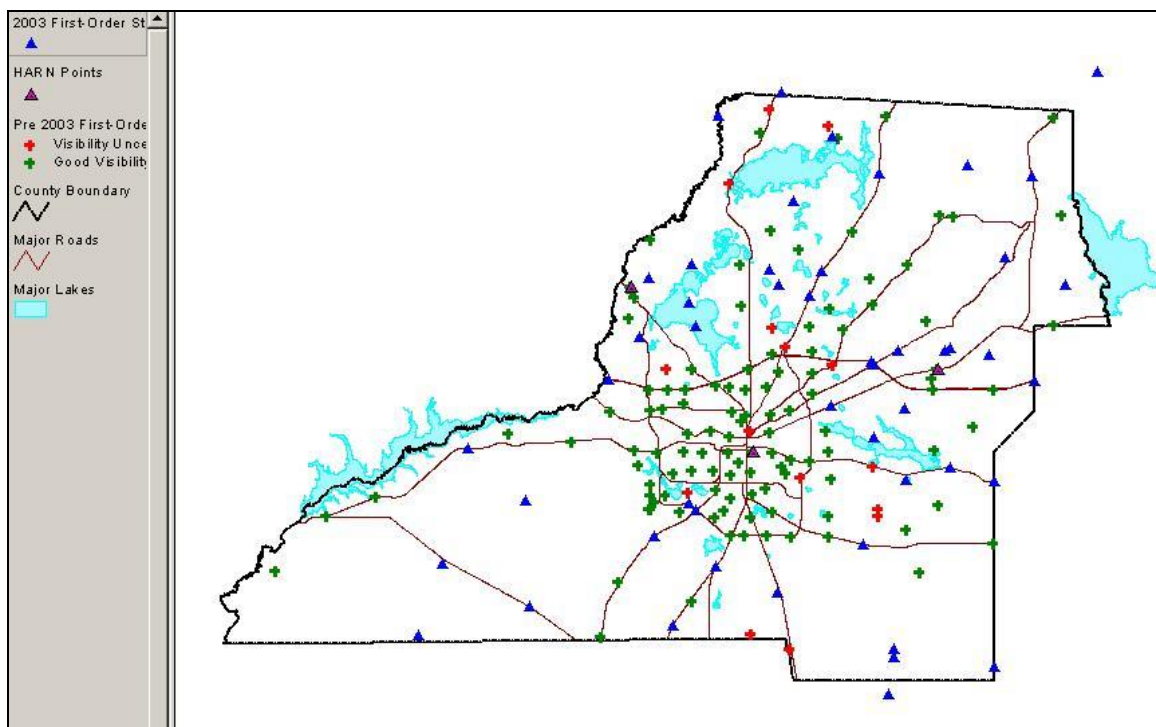 2003 First-Order St
HARN Points
Pre 2003 First-Orde
Visibility Unce
Good Visibility
County Boundary
Major Roads
Major Lakes